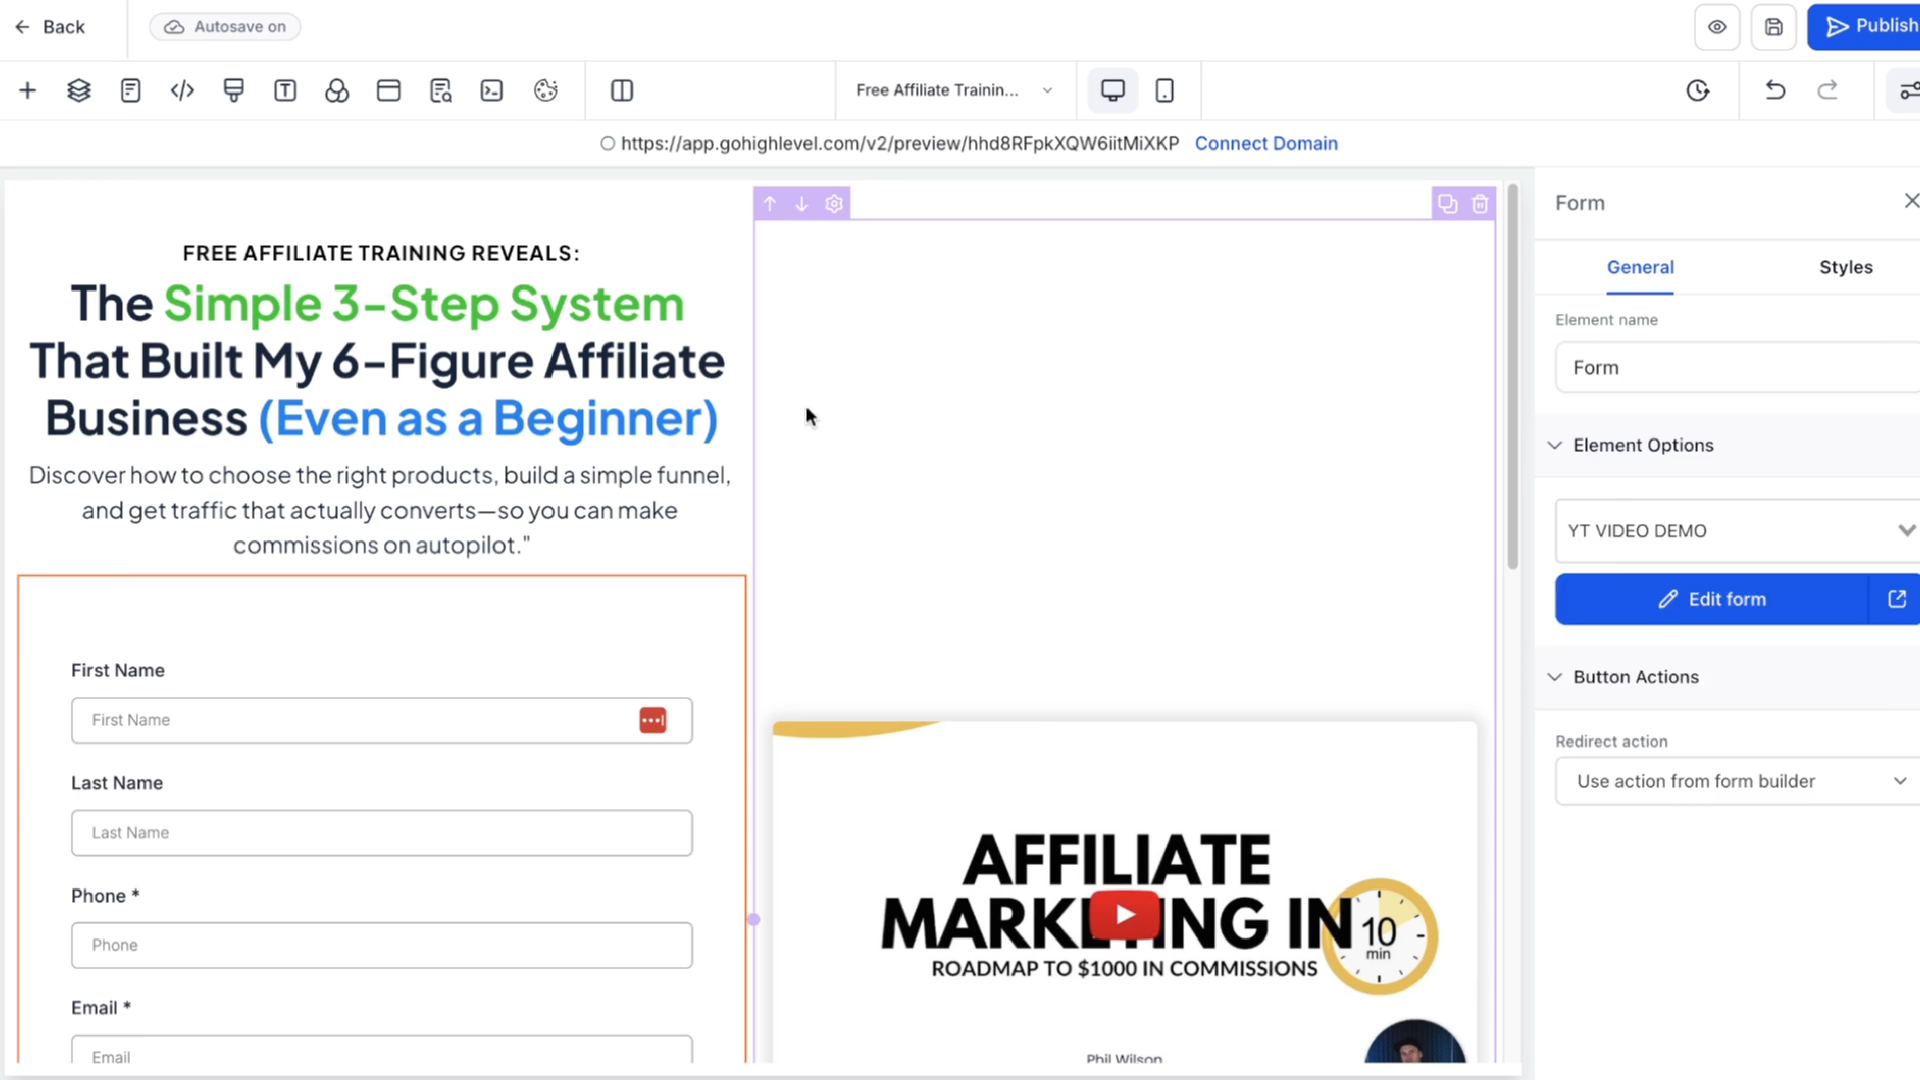 Back
Autosave on
Publish
Free Affiliate Trainin...
https://app.gohighlevel.com/v2/preview/hhd8RFpkXQW6iitMiXKP Connect Domain
FREE AFFILIATE TRAINING REVEALS:
The Simple 3-Step System
That Built My 6-Figure Affiliate
Business (Even as a Beginner)
Discover how to choose the right products, build a simple funnel,
and get traffic that actually converts—so you can make
commissions on autopilot."
First Name
First Name
Last Name
Last Name
Phone *
Phone
Email *
Email
AFFILIATE
MARKETING IN
10
min
ROADMAP TO $1000 IN COMMISSIONS
Phil Wilson
Form
General
Styles
Element name
Form
Element Options
YT VIDEO DEMO
Edit form
Button Actions
Redirect action
Use action from form builder